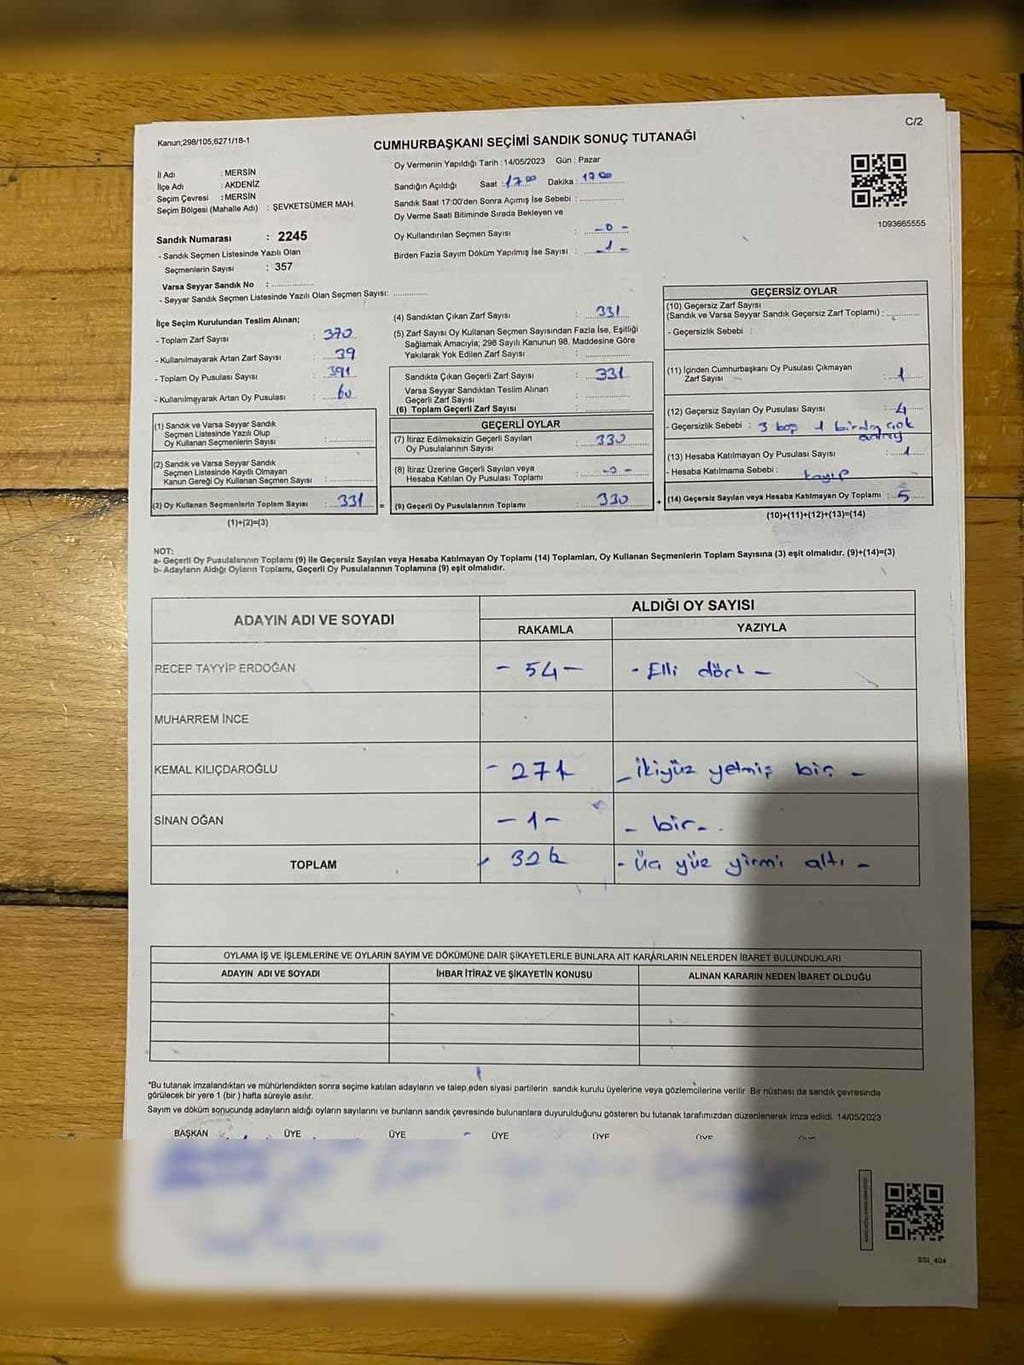 C/2
Kanun;298/105,6271/18-1
CUMHURBAŞKANI SEÇİMİ SANDIK SONUÇ TUTANAĞI
İl Adı : MERSİN
İlçe Adı : AKDENİZ
Seçim Çevresi : MERSİN
Seçim Bölgesi (Mahalle Adı) : ŞEVKETSÜMER MAH.
Oy Vermenin Yapıldığı Tarih : 14/05/2023 Gün : Pazar
Sandığın Açıldığı Saat : 17 00 Dakika :
Sandık Saat 17:00'den Sonra Açımış İse Sebebi :
Oy Verme Saati Bitiminde Sırada Bekleyen ve
Oy Kullandırılan Seçmen Sayısı : - 0 -
Birden Fazla Sayım Döküm Yapılmış İse Sayısı : - 1 -
1093665555
Sandık Numarası : 2245
- Sandık Seçmen Listesinde Yazılı Olan
Seçmenlerin Sayısı : 357
Varsa Seyyar Sandık No :
- Seyyar Sandık Seçmen Listesinde Yazılı Olan Seçmen Sayısı:
İlçe Seçim Kurulundan Teslim Alınan;
- Toplam Zarf Sayısı : 370
- Kullanılmayarak Artan Zarf Sayısı : 39
- Toplam Oy Pusulası Sayısı : 391
- Kullanılmayarak Artan Oy Pusulası : 60
(1) Sandık ve Varsa Seyyar Sandık
Seçmen Listesinde Yazılı Olup
Oy Kullanan Seçmenlerin Sayısı :
(2) Sandık ve Varsa Seyyar Sandık
Seçmen Listesinde Kayıtlı Olmayan
Kanun Gereği Oy Kullanan Seçmen Sayısı :
(3) Oy Kullanan Seçmenlerin Toplam Sayısı : 331 =
(1)+(2)=(3)
(4) Sandıktan Çıkan Zarf Sayısı : 331
(5) Zarf Sayısı Oy Kullanan Seçmen Sayısından Fazla İse, Eşitliği
Sağlamak Amacıyla; 298 Sayılı Kanunun 98. Maddesine Göre
Yakılarak Yok Edilen Zarf Sayısı :
Sandıkta Çıkan Geçerli Zarf Sayısı : 331
Varsa Seyyar Sandıktan Teslim Alınan
Geçerli Zarf Sayısı :
(6) Toplam Geçerli Zarf Sayısı :
GEÇERLİ OYLAR
(7) İtiraz Edilmeksizin Geçerli Sayılan
Oy Pusulası Sayısı : 330
(8) İtiraz Üzerine Geçerli Sayılan veya
Hesaba Katılan Oy Pusulası Toplamı : - 0 -
(9) Geçerli Oy Pusulalarının Toplamı : 330 +
GEÇERSİZ OYLAR
(10) Geçersiz Zarf Sayısı
(Sandık ve Varsa Seyyar Sandık Geçersiz Zarf Toplamı) :
- Geçersizlik Sebebi :
(11) İçinden Cumhurbaşkanı Oy Pusulası Çıkmayan
Zarf Sayısı : 1
(12) Geçersiz Sayılan Oy Pusulası Sayısı : 4
- Geçersizlik Sebebi : 3 boş 1 birden çok
(13) Hesaba Katılmayan Oy Pusulası Sayısı : 1
- Hesaba Katılmama Sebebi : kayıp
(14) Geçersiz Sayılan veya Hesaba Katılmayan Oy Toplamı : 5
(10)+(11)+(12)+(13)=(14)
NOT:
a- Geçerli Oy Pusulalarının Toplamı (9) ile Geçersiz Sayılan veya Hesaba Katılmayan Oy Toplamı (14) Toplamları, Oy Kullanan Seçmenlerin Toplam Sayısına (3) eşit olmalıdır. (9)+(14)=(3)
b- Adayların Aldığı Oyların Toplamı, Geçerli Oy Pusulalarının Toplamına (9) eşit olmalıdır.
ADAYIN ADI VE SOYADI ALDIĞI OY SAYISI
RAKAMLA YAZIYLA
RECEP TAYYİP ERDOĞAN - 54 - - Elli dört -
MUHARREM İNCE
KEMAL KILIÇDAROĞLU - 271 - ikiyüz yetmiş bir -
SİNAN OĞAN - 1 - - bir -
TOPLAM 326 - Üç yüz yirmi altı -
OYLAMA İŞ VE İŞLEMLERİNE VE OYLARIN SAYIM VE DÖKÜMÜNE DAİR ŞİKAYETLERLE BUNLARA AİT KARARLARIN NELERDEN İBARET BULUNDUKLARI
ADAYIN ADI VE SOYADI İHBAR İTİRAZ VE ŞİKAYETİN KONUSU ALINAN KARARIN NEDEN İBARET OLDUĞU
*Bu tutanak imzalandıktan ve mühürlendikten sonra seçime katılan adayların ve talep eden siyasi partilerin sandık kurulu üyelerine veya gözlemcilerine verilir. Bir nüshası da sandık çevresinde
görülecek bir yere 1 (bir) hafta süreyle asılır.
Sayım ve döküm sonucunda adayların aldığı oyların sayılarını ve bunların sandık çevresinde bulunanlara duyurulduğunu gösteren bu tutanak tarafımızdan düzenlenerek imza edildi. 14/05/2023
BAŞKAN ÜYE ÜYE ÜYE ÜYE ÜYE